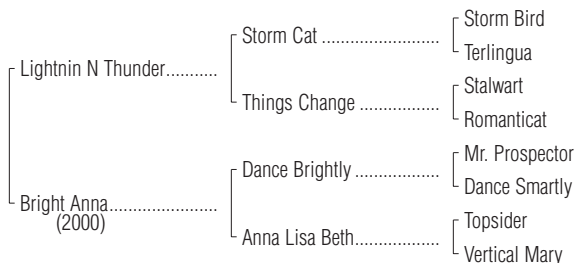 Storm Bird
Storm Cat ........................
Terlingua
Lightnin N Thunder...........
Stalwart
Things Change ................
Romanticat
Mr. Prospector
Dance Brightly .................
Dance Smartly
Bright Anna.......................
(2000)
Topsider
Anna Lisa Beth.................
Vertical Mary